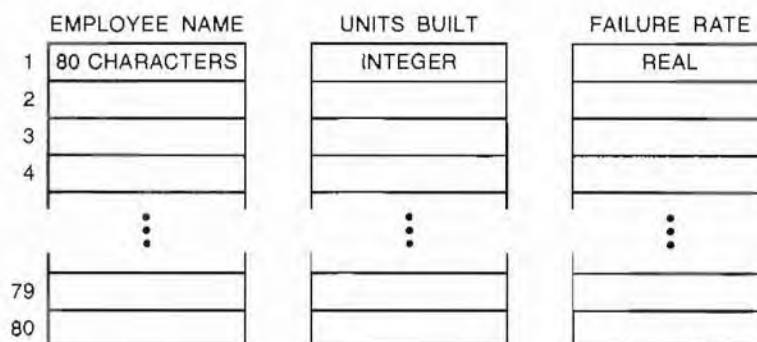 EMPLOYEE NAME UNITS BUILT FAILURE RATE
1 80 CHARACTERS INTEGER REAL
2
3
4
79
80